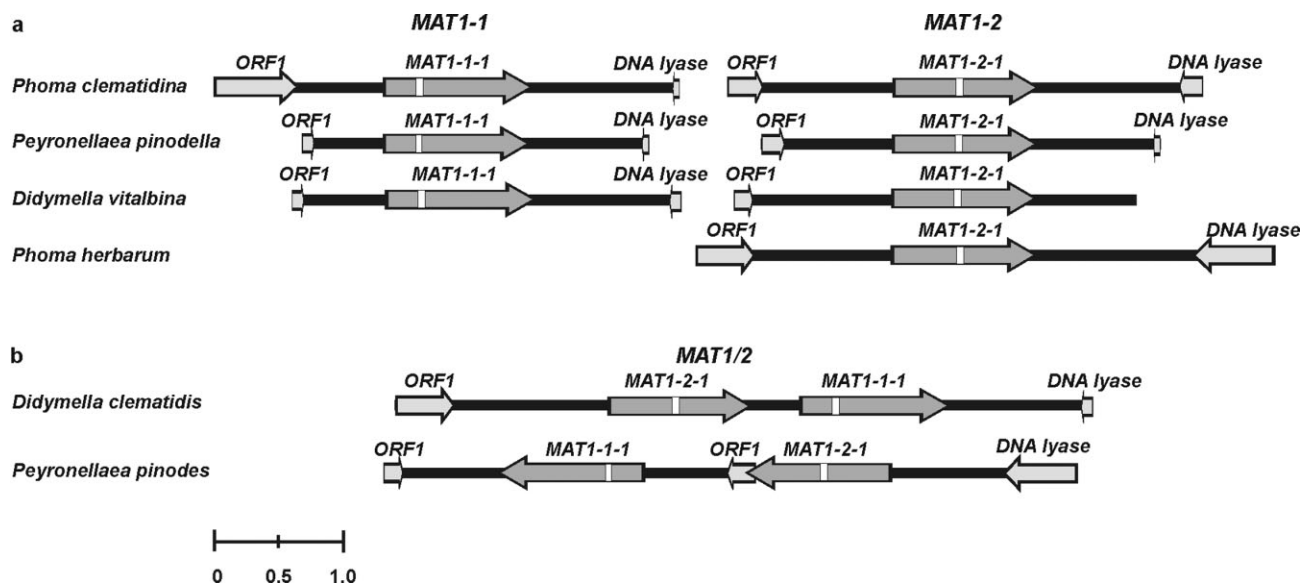 a MAT1-1 MAT1-2
ORF1 MAT1-1-1 DNA lyase ORF1 MAT1-2-1 DNA lyase
Phoma clematidina
ORF1 MAT1-1-1 DNA lyase ORF1 MAT1-2-1 DNA lyase
Peyronellaea pinodella
ORF1 MAT1-1-1 DNA lyase ORF1 MAT1-2-1
Didymella vitalbina
ORF1 MAT1-2-1 DNA lyase
Phoma herbarum
b MAT1/2
ORF1 MAT1-2-1 MAT1-1-1 DNA lyase
Didymella clematidis
ORF1 MAT1-1-1 ORF1 MAT1-2-1 DNA lyase
Peyronellaea pinodes
0 0.5 1.0